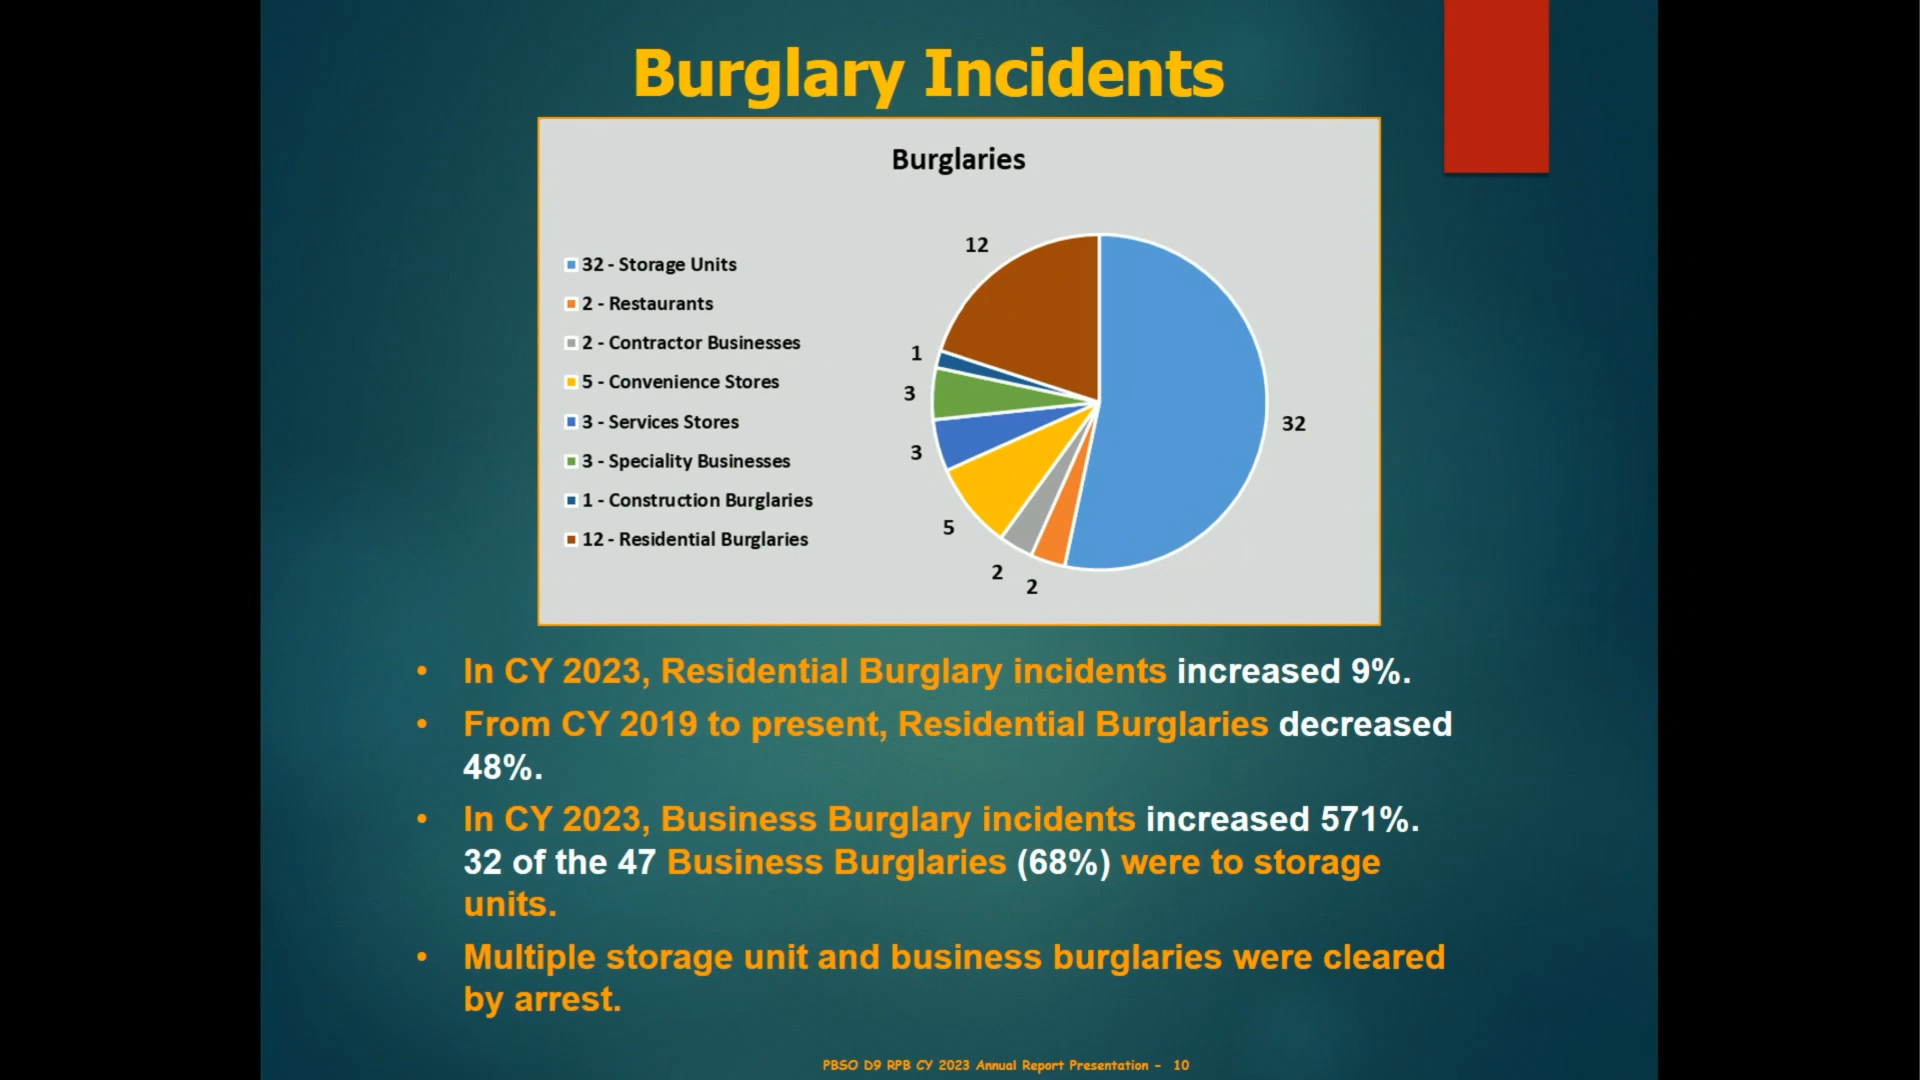 Burglary Incidents
Burglaries
32 - Storage Units
2 - Restaurants
2 - Contractor Businesses
5 - Convenience Stores
3 - Services Stores
3 - Speciality Businesses
1 - Construction Burglaries
12 - Residential Burglaries
12
1
3
3
5
2
2
32
• In CY 2023, Residential Burglary incidents increased 9%.
• From CY 2019 to present, Residential Burglaries decreased
48%.
• In CY 2023, Business Burglary incidents increased 571%.
32 of the 47 Business Burglaries (68%) were to storage
units.
• Multiple storage unit and business burglaries were cleared
by arrest.
PBSO D9 RPB CY 2023 Annual Report Presentation - 10